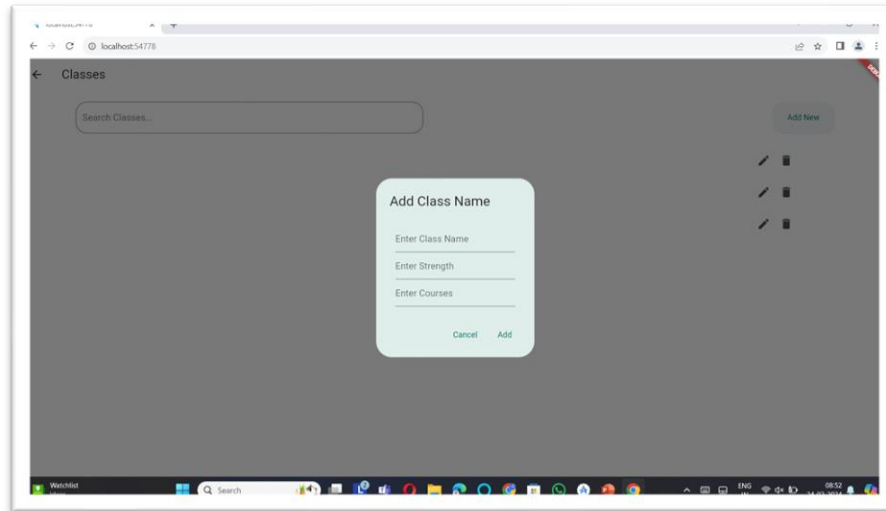 localhost:54778
Classes
Search Classes...
Add New
Add Class Name
Enter Class Name
Enter Strength
Enter Courses
Cancel
Add
Watchlist
Search
ENG
08:52